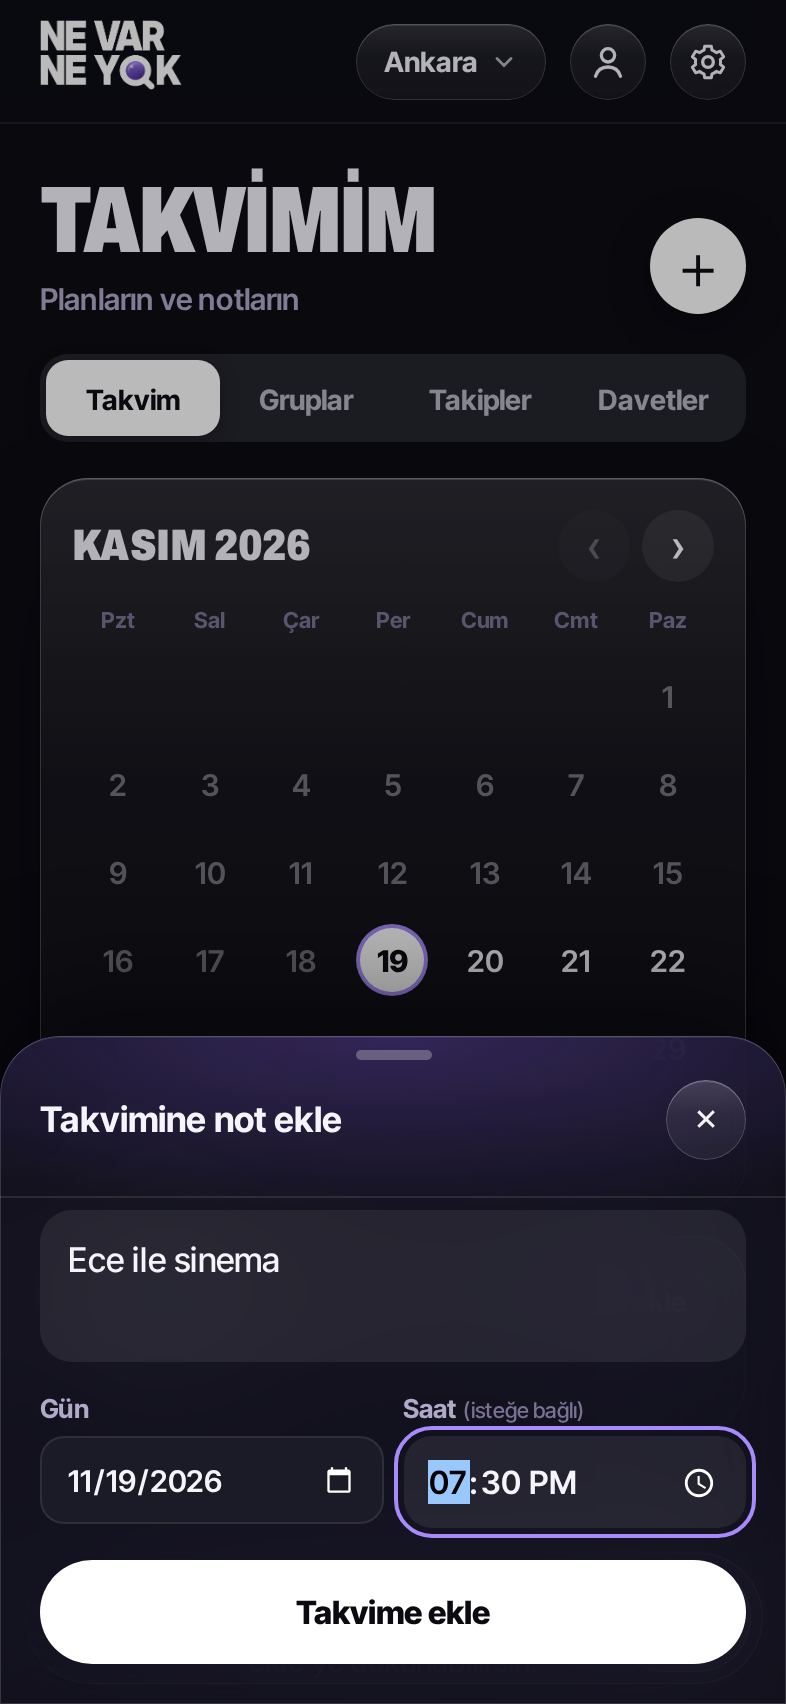 NE VAR
NE YOK
Ankara
TAKVİMİM
Planların ve notların
+
Takvim Gruplar Takipler Davetler
KASIM 2026
‹ ›
Pzt Sal Çar Per Cum Cmt Paz
1
2 3 4 5 6 7 8
9 10 11 12 13 14 15
16 17 18 19 20 21 22
29
Takvimine not ekle
×
Ece ile sinema
Gün
Saat (isteğe bağlı)
11/19/2026
07:30 PM
Takvime ekle